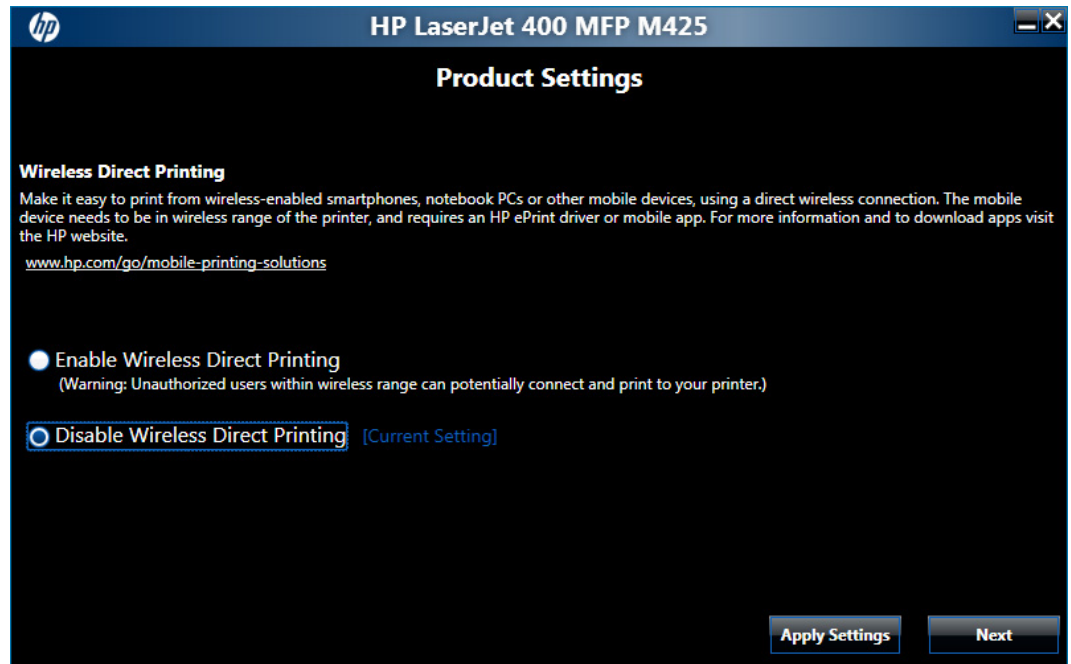 hp
HP LaserJet 400 MFP M425
Product Settings
Wireless Direct Printing
Make it easy to print from wireless-enabled smartphones, notebook PCs or other mobile devices, using a direct wireless connection. The mobile
device needs to be in wireless range of the printer, and requires an HP ePrint driver or mobile app. For more information and to download apps visit
the HP website.
www.hp.com/go/mobile-printing-solutions
Enable Wireless Direct Printing
(Warning: Unauthorized users within wireless range can potentially connect and print to your printer.)
Disable Wireless Direct Printing [Current Setting]
Apply Settings Next